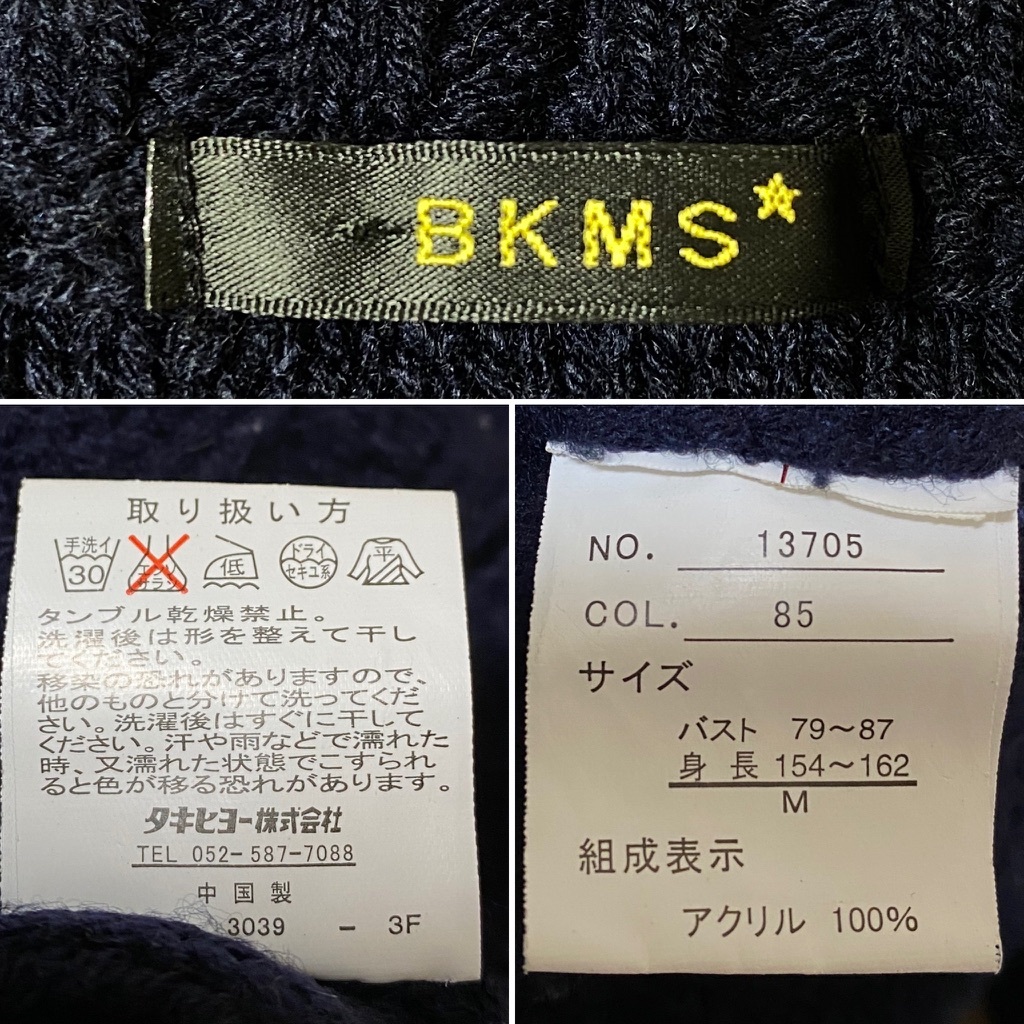 BKMS
取り扱い方
手洗イ
30
エンソ
サラシ
低
ドライ
セキユ系
平
タンブル乾燥禁止。
洗濯後は形を整えて干し
てください。
移染の恐れがありますので、
他のものと分けて洗ってくだ
さい。洗濯後はすぐに干して
ください。汗や雨などで濡れた
時、又濡れた状態でこすられ
ると色が移る恐れがあります。
タキヒヨー株式会社
TEL 052-587-7088
中国製
3039 - 3F
NO. 13705
COL. 85
サイズ
バスト 79～87
身長 154～162
M
組成表示
アクリル 100%